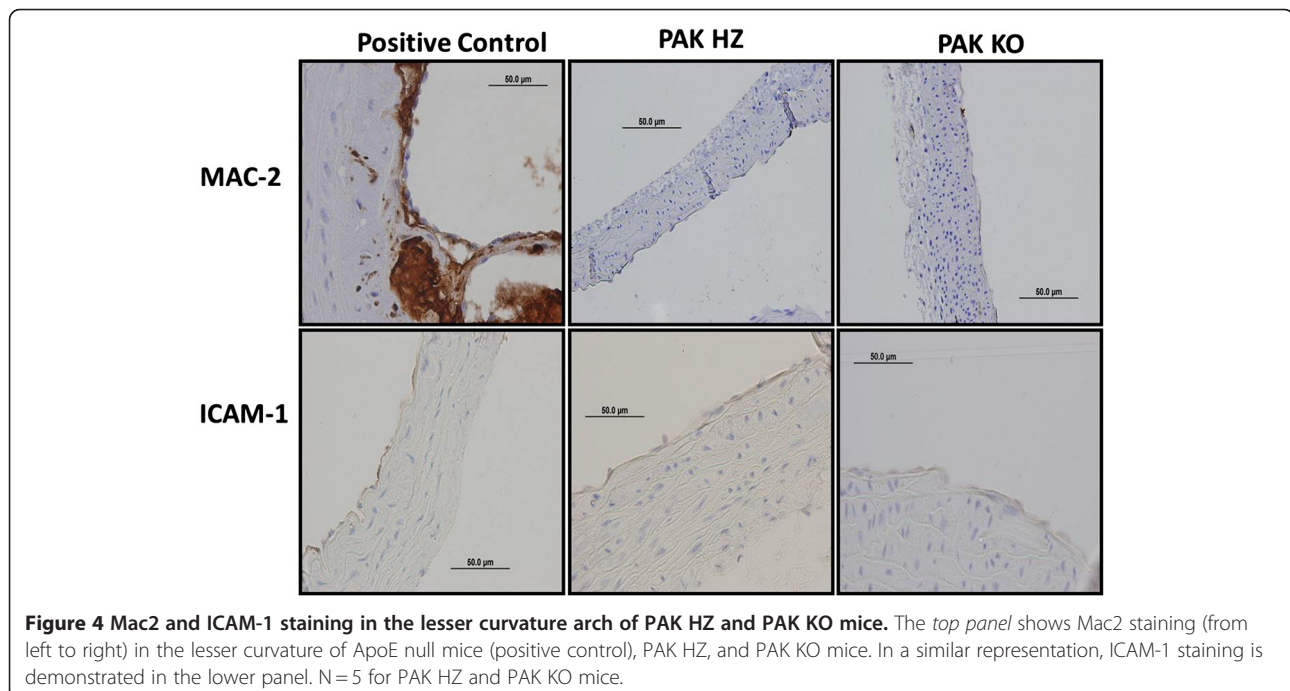 Positive Control PAK HZ PAK KO
MAC-2
50.0 µm 50.0 µm 50.0 µm
ICAM-1
50.0 µm 50.0 µm 50.0 µm
Figure 4 Mac2 and ICAM-1 staining in the lesser curvature arch of PAK HZ and PAK KO mice. The top panel shows Mac2 staining (from
left to right) in the lesser curvature of ApoE null mice (positive control), PAK HZ, and PAK KO mice. In a similar representation, ICAM-1 staining is
demonstrated in the lower panel. N = 5 for PAK HZ and PAK KO mice.